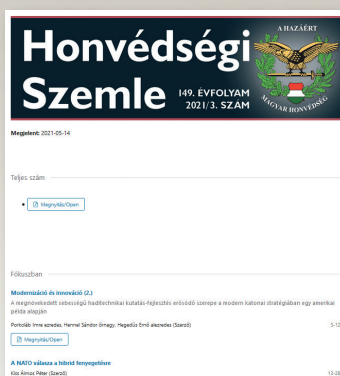 Honvédségi
Szemle
149. ÉVFOLYAM
2021/3. SZÁM
A HAZÁÉRT
MAGYAR HONVÉDSÉG
Megjelent: 2021-05-14
Teljes szám
Megnyitás/Open
Fókuszban
Modernizáció és innováció (2.)
A megnövekedett sebességű haditechnikai kutatás-fejlesztés erősödő szerepe a modern katonai stratégiában egy amerikai
példa alapján
Porkoláb Imre ezredes, Hennel Sándor őrnagy, Hegedűs Ernő alezredes (Szerző)
5-12
Megnyitás/Open
A NATO válasza a hibrid fenyegetésre
Kiss Álmos Péter (Szerző)
13-28